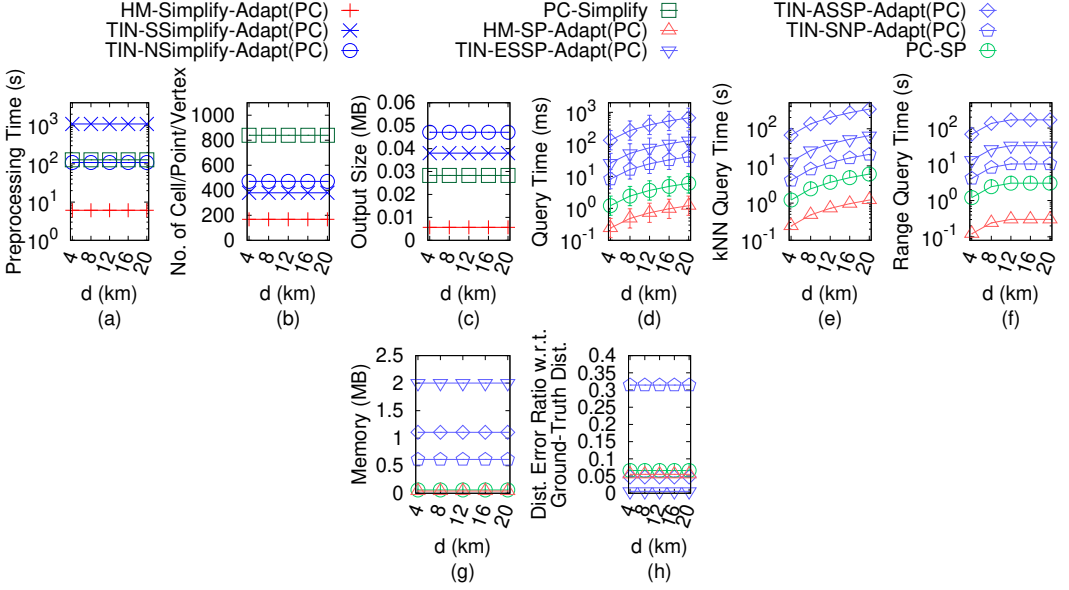 HM-Simplify-Adapt(PC)
TIN-SSimplify-Adapt(PC)
TIN-NSimplify-Adapt(PC)
PC-Simplify
HM-SP-Adapt(PC)
TIN-ESSP-Adapt(PC)
TIN-ASSP-Adapt(PC)
TIN-SNP-Adapt(PC)
PC-SP
Preprocessing Time (s)
10^3
10^2
10^1
10^0
4 8 12 16 20
d (km)
(a)
No. of Cell/Point/Vertex
1000
800
600
400
200
0
4 8 12 16 20
d (km)
(b)
Output Size (MB)
0.06
0.05
0.04
0.03
0.02
0.01
0
4 8 12 16 20
d (km)
(c)
Query Time (ms)
10^2
10^1
10^0
10^-1
4 8 12 16 20
d (km)
(d)
kNN Query Time (s)
10^2
10^1
10^0
10^-1
4 8 12 16 20
d (km)
(e)
Range Query Time (s)
10^2
10^1
10^0
10^-1
4 8 12 16 20
d (km)
(f)
Memory (MB)
2.5
2
1.5
1
0.5
0
4 8 12 16 20
d (km)
(g)
Dist. Error Ratio w.r.t.
Ground-Truth Dist.
0.4
0.35
0.3
0.25
0.2
0.15
0.1
0.05
0
4 8 12 16 20
d (km)
(h)